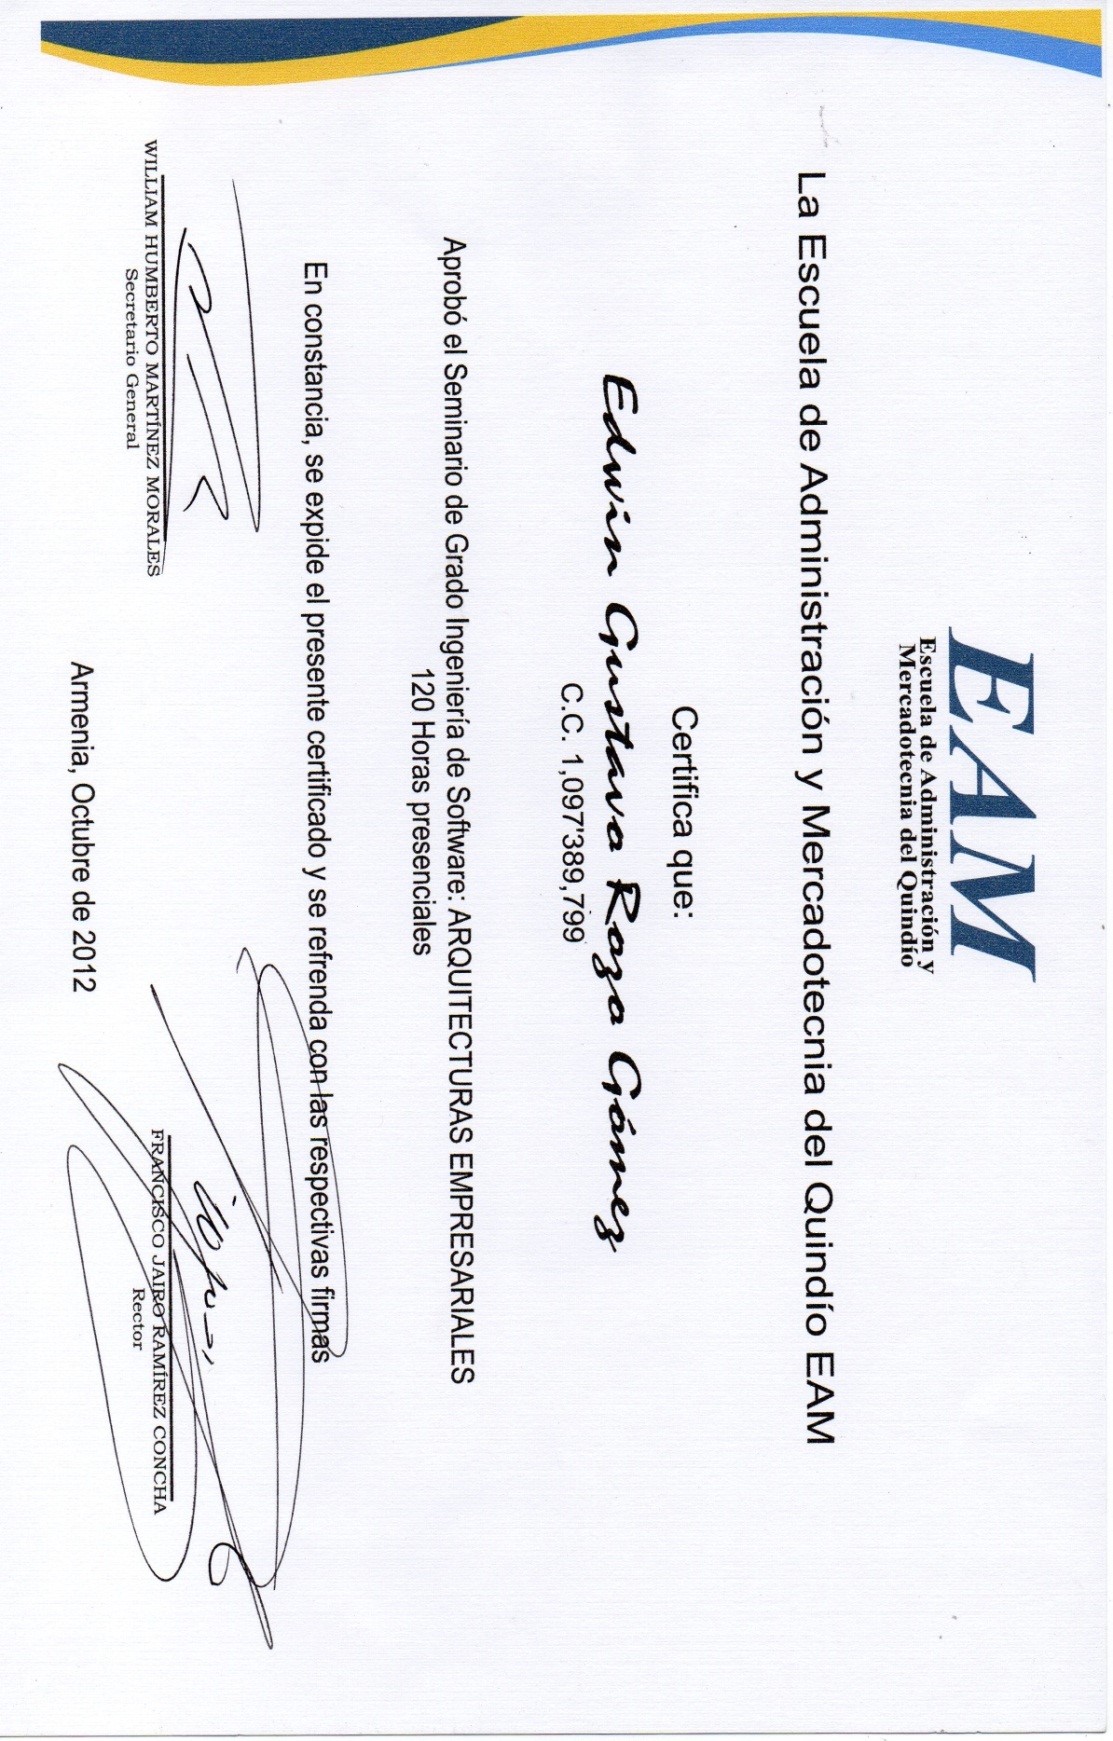 EAM
Escuela de Administración y
Mercadotecnia del Quindío
La Escuela de Administración y Mercadotecnia del Quindío EAM
Certifica que:
Edwin Gustavo Rozo Gómez
C.C. 1,097'389,799
Aprobó el Seminario de Grado Ingeniería de Software: ARQUITECTURAS EMPRESARIALES
120 Horas presenciales
En constancia, se expide el presente certificado y se refrenda con las respectivas firmas
WILLIAM HUMBERTO MARTÍNEZ MORALES
Secretario General
FRANCISCO JAIRO RAMÍREZ CONCHA
Rector
Armenia, Octubre de 2012